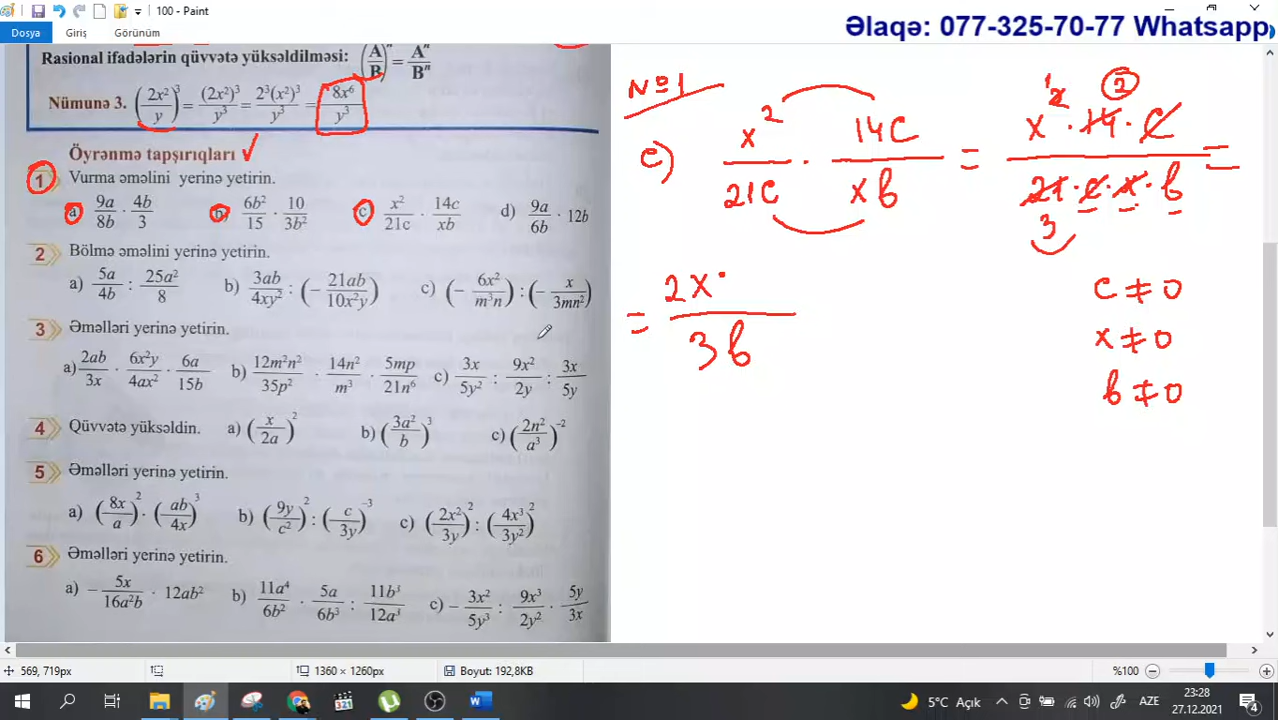 100 - Paint
Əlaqə: 077-325-70-77 Whatsapp
Dosya Giriş Görünüm
Rasional ifadələrin qüvvətə yüksəldilməsi: (A/B)ⁿ = Aⁿ/Bⁿ
Nümunə 3. (2x²/y)³ = (2x²)³/y³ = 2³(x²)³/y³ = 8x⁶/y³
Öyrənmə tapşırıqları ✓
1 Vurma əməlini yerinə yetirin.
a) 9a/8b · 4b/3 b) 6b²/15 · 10/3b² c) x²/21c · 14c/xb d) 9a/6b · 12b
2 Bölmə əməlini yerinə yetirin.
a) 5a/4b : 25a²/8 b) 3ab/4xy² : (− 21ab/10x²y) c) (− 6x²/m³n) : (− x/3mn²)
3 Əməlləri yerinə yetirin.
a) 2ab/3x · 6x²y/4ax² · 6a/15b b) 12m²n²/35p² · 14n²/m³ · 5mp/21n⁶ c) 3x/5y² : 9x²/2y : 3x/5y
4 Qüvvətə yüksəldin. a) (x/2a)² b) (3a²/b)³ c) (2n²/a³)⁻²
5 Əməlləri yerinə yetirin.
a) (8x/a)² · (ab/4x)³ b) (9y/c²)² : (c/3y)⁻³ c) (2x²/3y)² : (4x³/3y²)²
6 Əməlləri yerinə yetirin.
a) − 5x/16a²b · 12ab² b) 11a⁴/6b² · 5a/6b³ : 11b³/12a³ c) − 3x²/5y³ : 9x³/2y² · 5y/3x
№1
c) x²/21c · 14c/xb = x² · 14 · c/21 · c · x · b =
1 2
3
= 2x/3b
c ≠ 0
x ≠ 0
b ≠ 0
569, 719px 1360 × 1260px Boyut: 192,8KB %100
5°C Açık AZE 23:28
27.12.2021 4